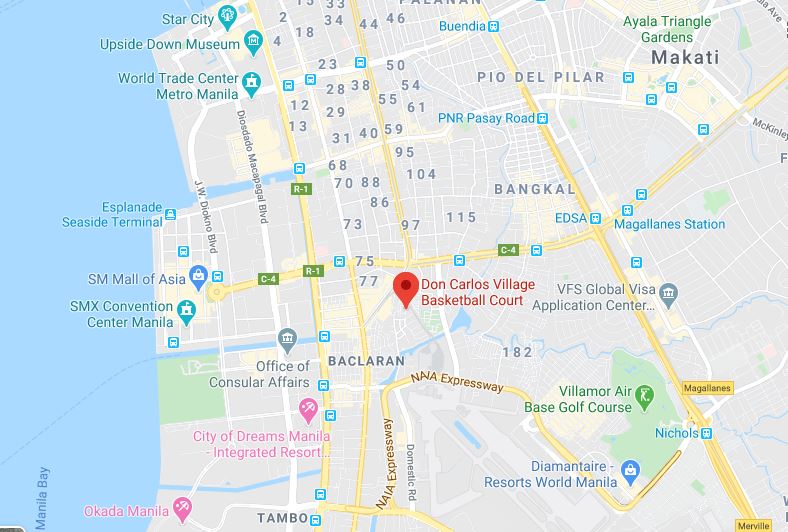 PALANAN
Star City
2
18
34
Buendia
Ayala Triangle
Gardens
Upside Down Museum
4
16
44
Makati
23
50
World Trade Center
Metro Manila
28
38
54
PIO DEL PILAR
12
29
55
61
PNR Pasay Road
13
31
40
59
McKinley
Diosdado Macapagal Blvd
95
68
104
R-1
70
88
BANGKAL
J.W. Diokno Blvd
86
Esplanade
Seaside Terminal
73
97
115
EDSA
Magallanes Station
C-4
75
SM Mall of Asia
C-4
R-1
77
Don Carlos Village
Basketball Court
VFS Global Visa
Application Center...
SMX Convention
Center Manila
182
Office of
Consular Affairs
BACLARAN
NAIA Expressway
Magallanes
Villamor Air
Base Golf Course
City of Dreams Manila
- Integrated Resort...
Nichols
NAIA Expressway
Domestic Rd
Diamantaire -
Resorts World Manila
Manila Bay
Okada Manila
TAMBO
Merville